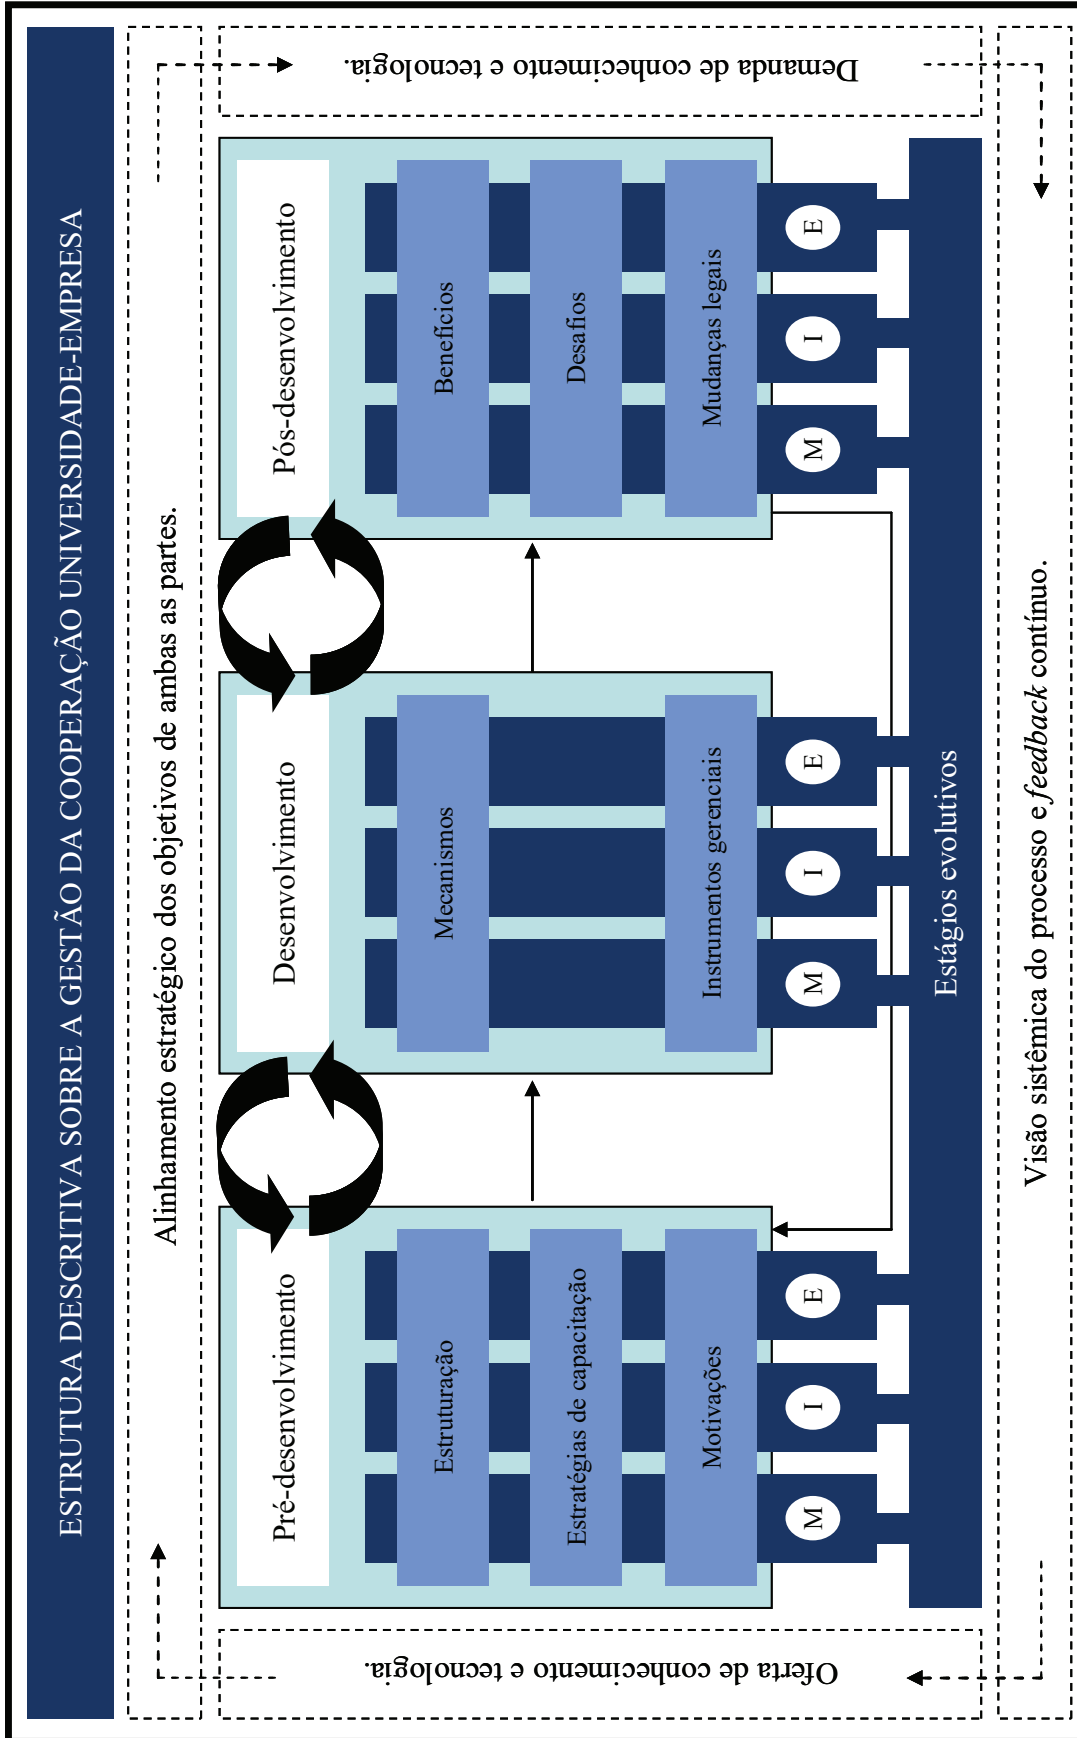 ESTRUTURA DESCRITIVA SOBRE A GESTÃO DA COOPERAÇÃO UNIVERSIDADE-EMPRESA
Alinhamento estratégico dos objetivos de ambas as partes.
Oferta de conhecimento e tecnologia.
Pré-desenvolvimento
Estruturação
Estratégias de capacitação
Motivações
M
I
E
Desenvolvimento
Mecanismos
Instrumentos gerenciais
M
I
E
Pós-desenvolvimento
Benefícios
Desafios
Mudanças legais
M
I
E
Demanda de conhecimento e tecnologia.
Estágios evolutivos
Visão sistêmica do processo e feedback contínuo.